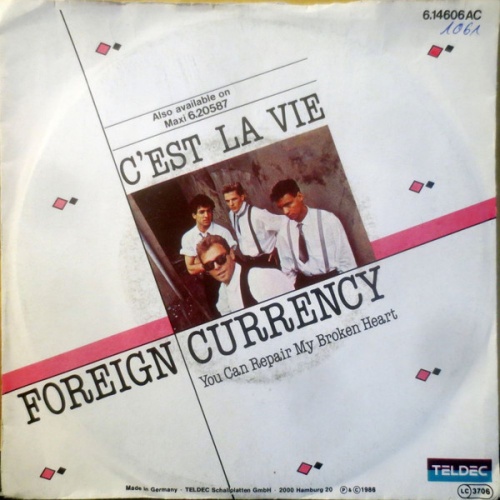 6.14606 AC
1061
Also available on
Maxi 6.20587
C'EST LA VIE
FOREIGN CURRENCY
You Can Repair My Broken Heart
TELDEC
Made in Germany · TELDEC Schallplatten GmbH · 2000 Hamburg 20 Ⓟ & Ⓒ 1986
LC 3706